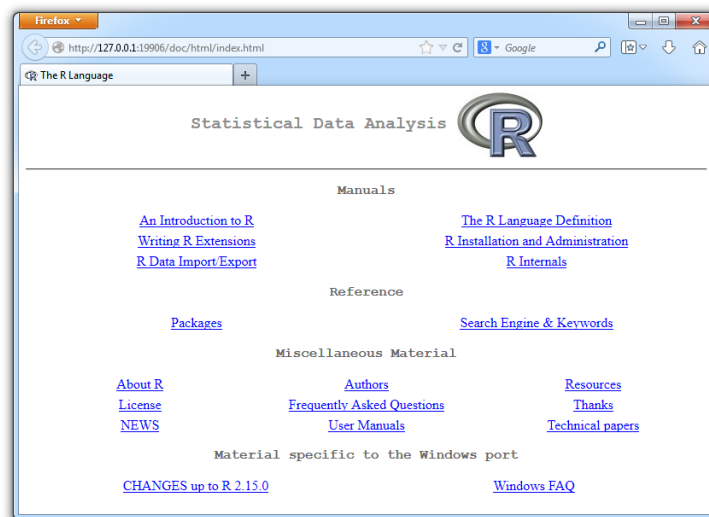 Firefox
http://127.0.0.1:19906/doc/html/index.html
Google
The R Language
Statistical Data Analysis R
Manuals
An Introduction to R The R Language Definition
Writing R Extensions R Installation and Administration
R Data Import/Export R Internals
Reference
Packages Search Engine & Keywords
Miscellaneous Material
About R Authors Resources
License Frequently Asked Questions Thanks
NEWS User Manuals Technical papers
Material specific to the Windows port
CHANGES up to R 2.15.0 Windows FAQ